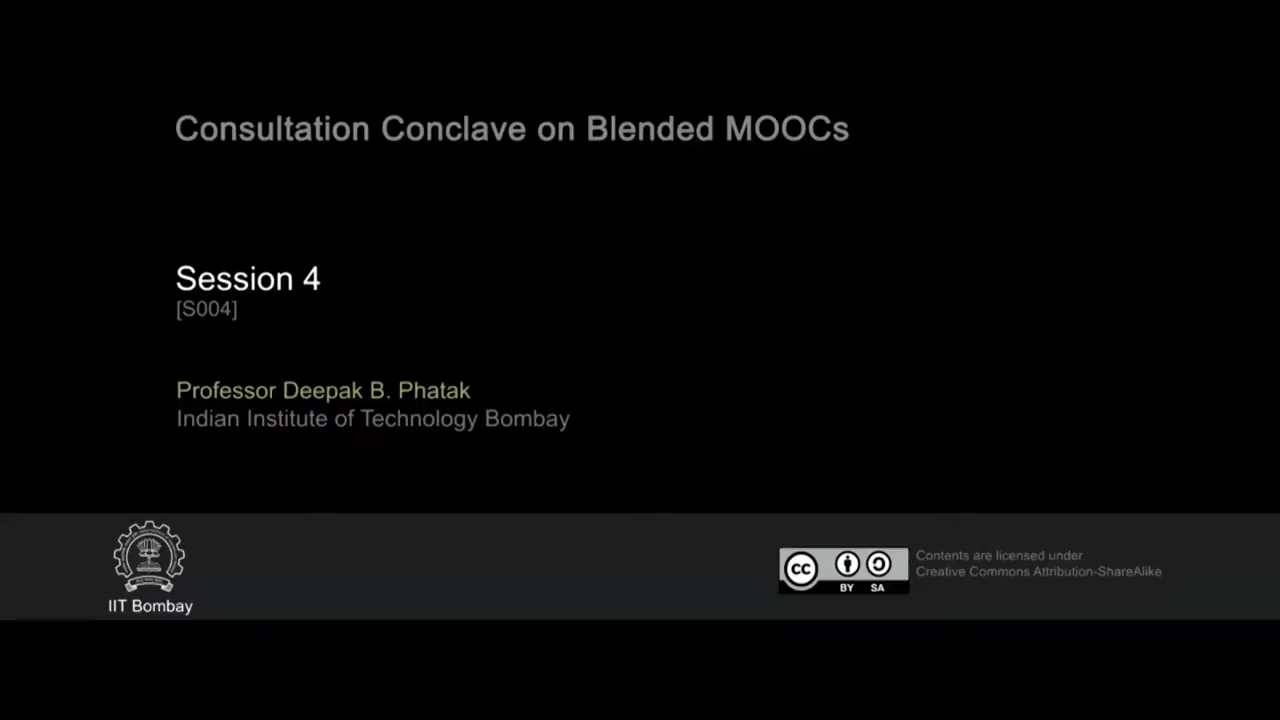 Consultation Conclave on Blended MOOCs
Session 4
[S004]
Professor Deepak B. Phatak
Indian Institute of Technology Bombay
IIT Bombay
cc
BY SA
Contents are licensed under
Creative Commons Attribution-ShareAlike